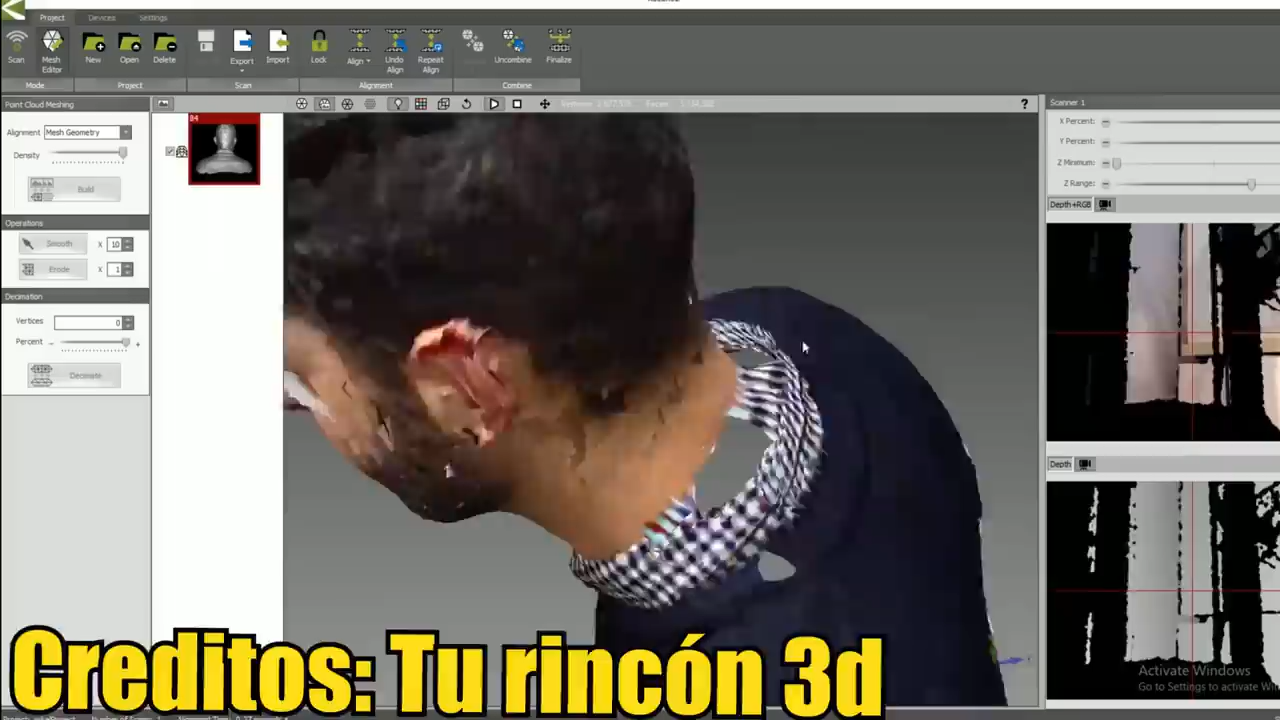 Project
Devices
Settings
Scan
Mesh Editor
New
Open
Delete
Export
Import
Lock
Align
Undo Align
Repeat Align
Uncombine
Finalize
Mode
Project
Scan
Alignment
Combine
Point Cloud Meshing
Alignment
Mesh Geometry
Density
Build
Operations
Smooth
X
10
Erode
X
1
Decimation
Vertices
0
Percent
-
+
Decimate
04
?
Scanner 1
X Percent:
Y Percent:
Z Minimum:
Z Range:
Depth+RGB
Depth
Activate Windows
Go to Settings to activate Win
Creditos: Tu rincón 3d